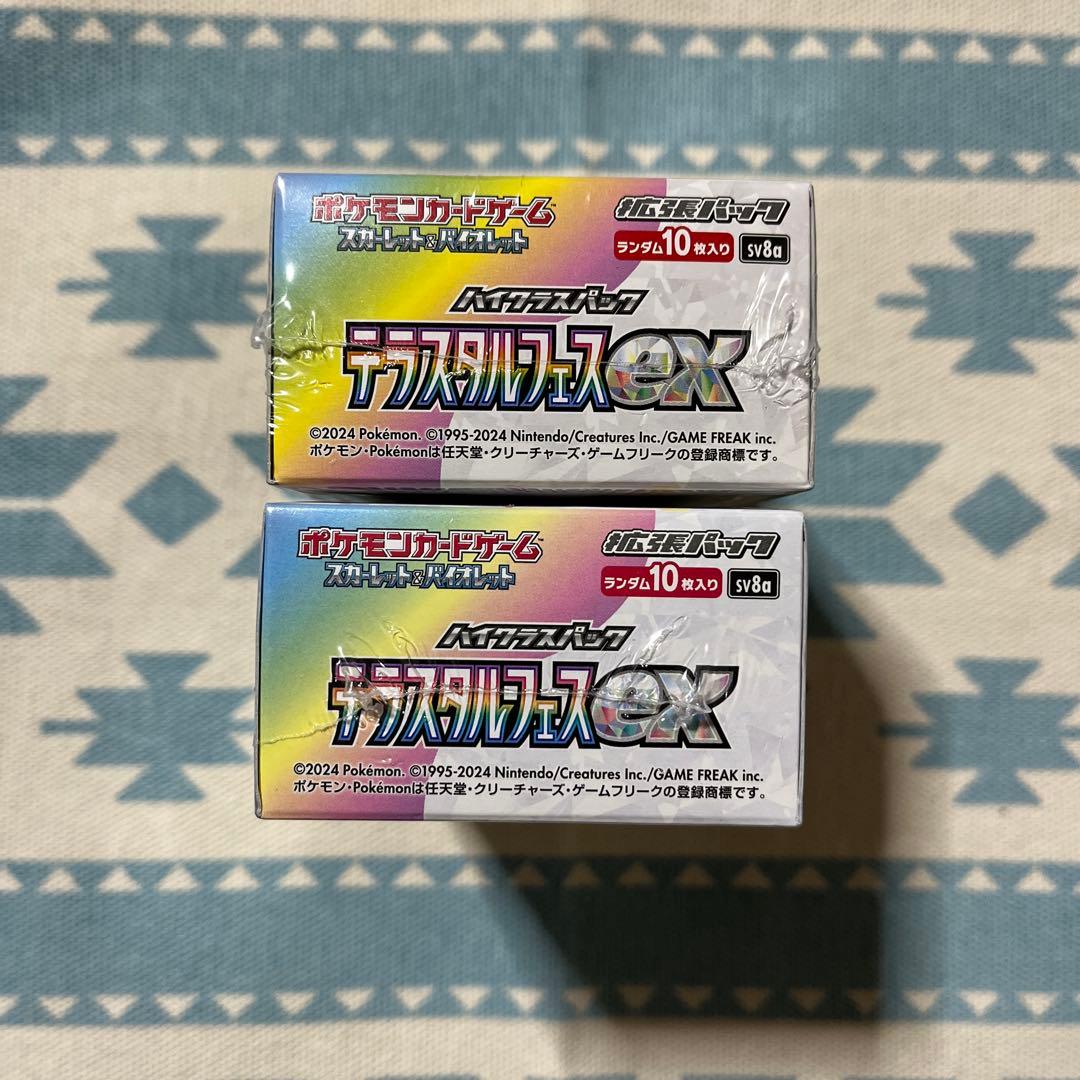 ポケモンカードゲーム™
スカーレット&バイオレット
拡張パック
ランダム10枚入り sv8a
ハイクラスパック
テラスタルフェスex
©2024 Pokémon. ©1995-2024 Nintendo/Creatures Inc./GAME FREAK inc.
ポケモン・Pokémonは任天堂・クリーチャーズ・ゲームフリークの登録商標です。
ポケモンカードゲーム™
スカーレット&バイオレット
拡張パック
ランダム10枚入り sv8a
ハイクラスパック
テラスタルフェスex
©2024 Pokémon. ©1995-2024 Nintendo/Creatures Inc./GAME FREAK inc.
ポケモン・Pokémonは任天堂・クリーチャーズ・ゲームフリークの登録商標です。